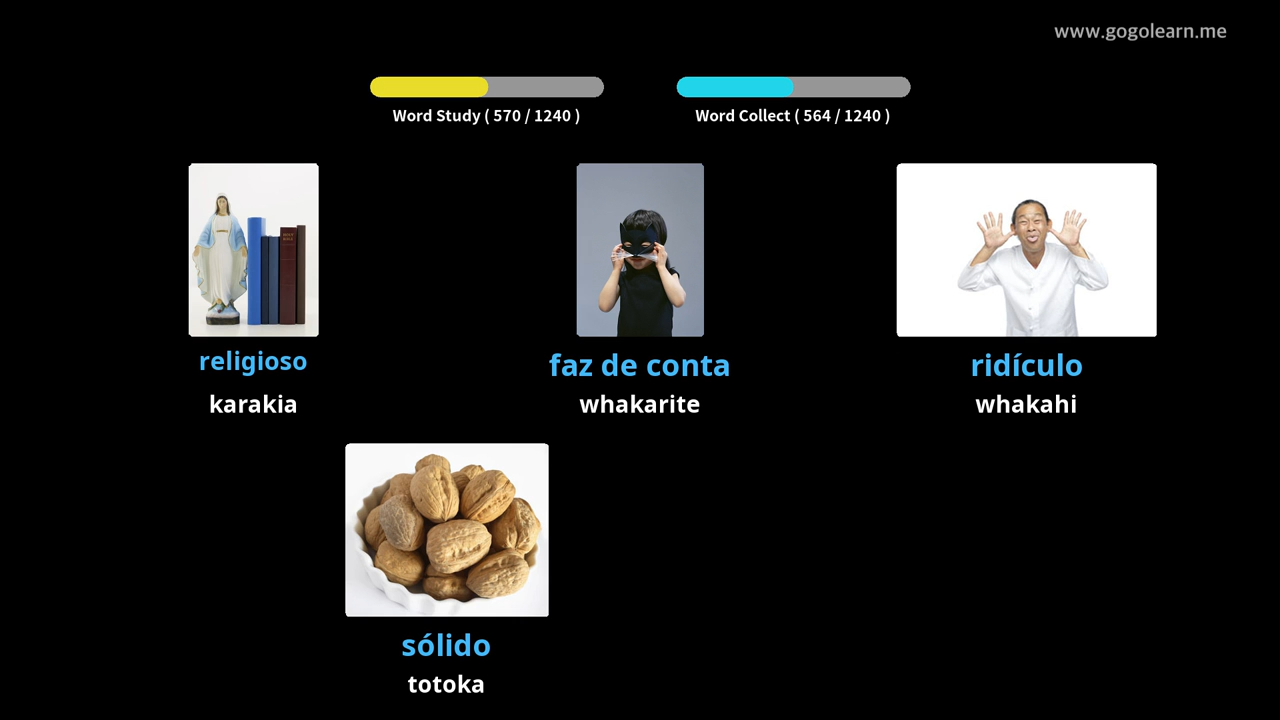 www.gogolearn.me
Word Study ( 570 / 1240 )
Word Collect ( 564 / 1240 )
religioso
karakia
faz de conta
whakarite
ridículo
whakahi
sólido
totoka